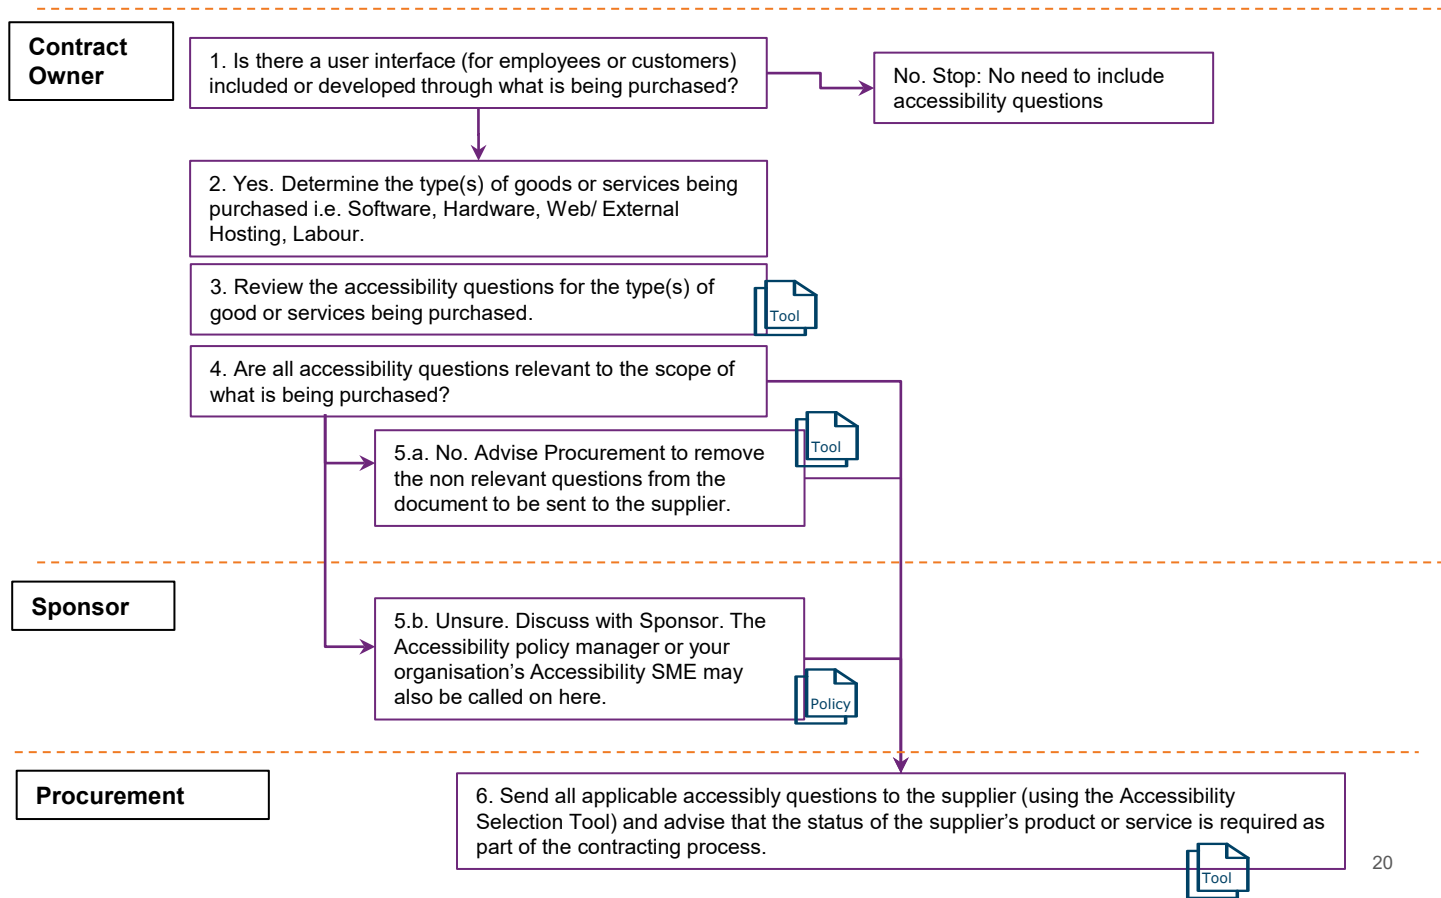 Contract
Owner
1. Is there a user interface (for employees or customers)
included or developed through what is being purchased?
No. Stop: No need to include
accessibility questions
2. Yes. Determine the type(s) of goods or services being
purchased i.e. Software, Hardware, Web/ External
Hosting, Labour.
3. Review the accessibility questions for the type(s) of
good or services being purchased.
Tool
4. Are all accessibility questions relevant to the scope of
what is being purchased?
5.a. No. Advise Procurement to remove
the non relevant questions from the
document to be sent to the supplier.
Tool
Sponsor
5.b. Unsure. Discuss with Sponsor. The
Accessibility policy manager or your
organisation’s Accessibility SME may
also be called on here.
Policy
Procurement
6. Send all applicable accessibly questions to the supplier (using the Accessibility
Selection Tool) and advise that the status of the supplier’s product or service is required as
part of the contracting process.
Tool
20